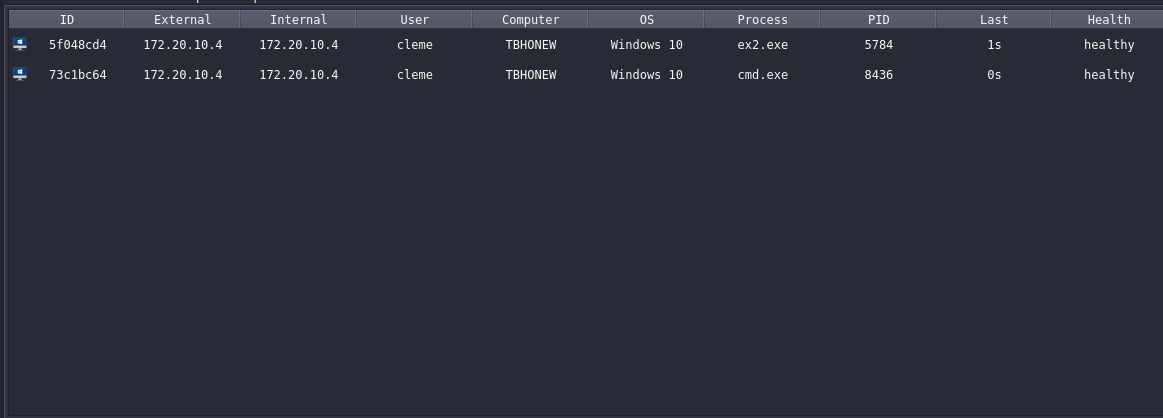 ID External Internal User Computer OS Process PID Last Health
5f048cd4 172.20.10.4 172.20.10.4 cleme TBHONEW Windows 10 ex2.exe 5784 1s healthy
73c1bc64 172.20.10.4 172.20.10.4 cleme TBHONEW Windows 10 cmd.exe 8436 0s healthy